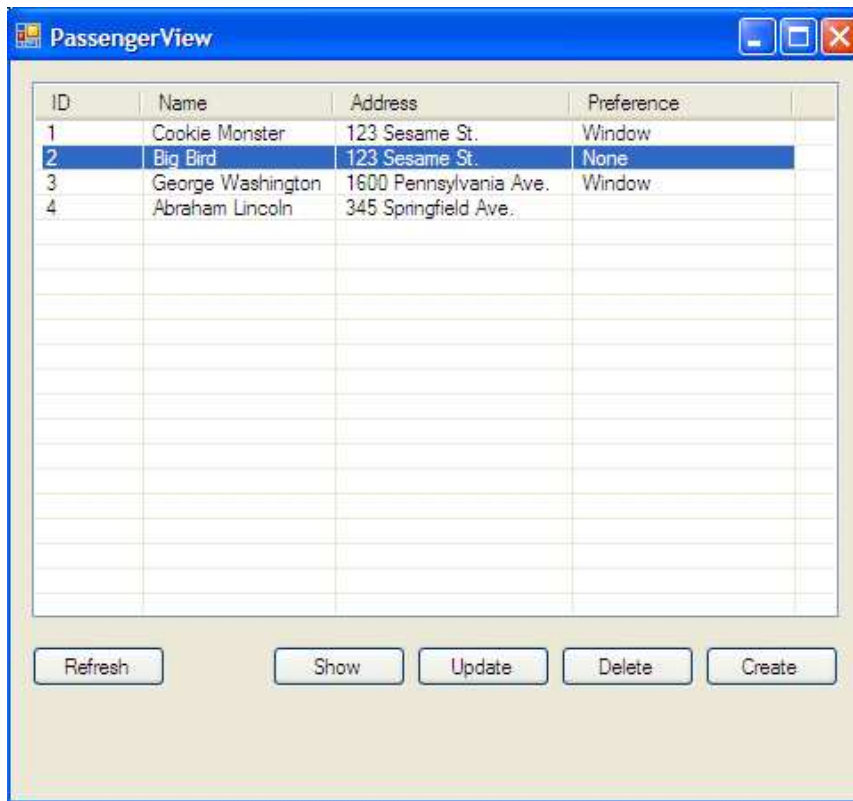 PassengerView
ID Name Address Preference
1 Cookie Monster 123 Sesame St. Window
2 Big Bird 123 Sesame St. None
3 George Washington 1600 Pennsylvania Ave. Window
4 Abraham Lincoln 345 Springfield Ave.
Refresh Show Update Delete Create